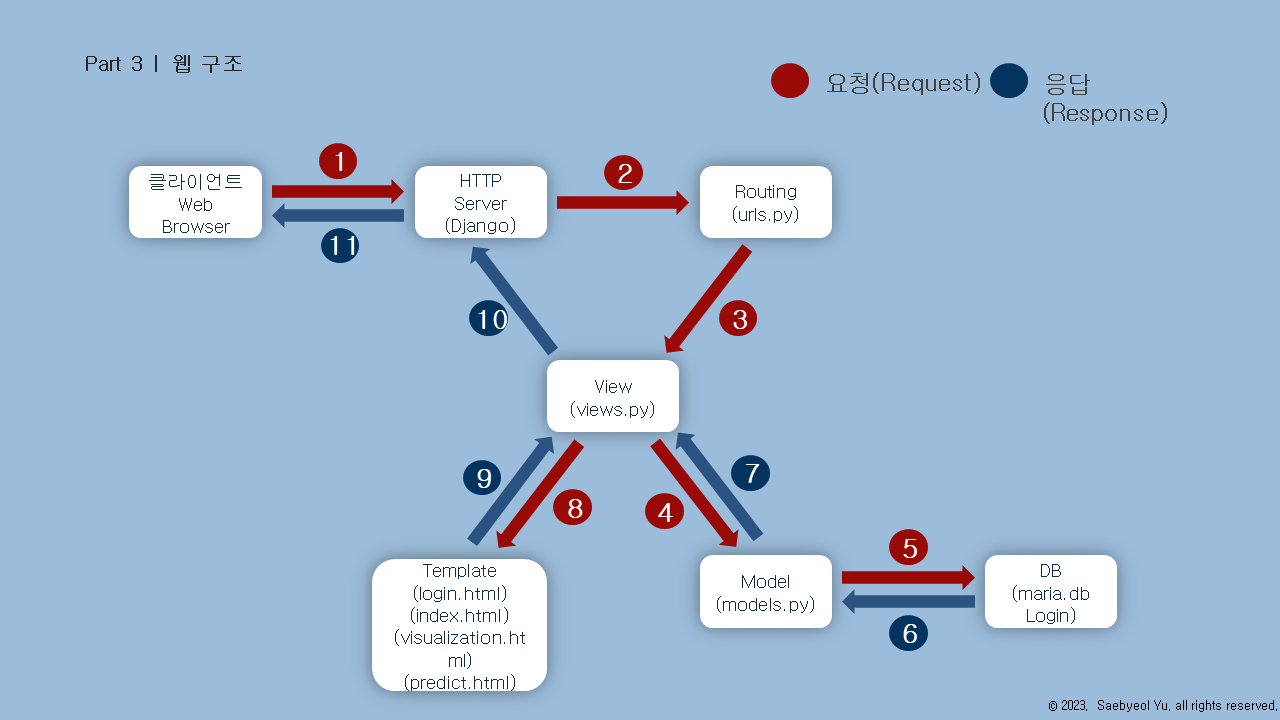 Part 3 | 웹 구조
요청(Request)
응답
(Response)
1
2
클라이언트
Web
Browser
HTTP
Server
(Django)
Routing
(urls.py)
11
10
3
View
(views.py)
9
8
4
7
Template
(login.html)
(index.html)
(visualization.ht
ml)
(predict.html)
Model
(models.py)
5
6
DB
(maria.db
Login)
© 2023. Saebyeol Yu. all rights reserved.